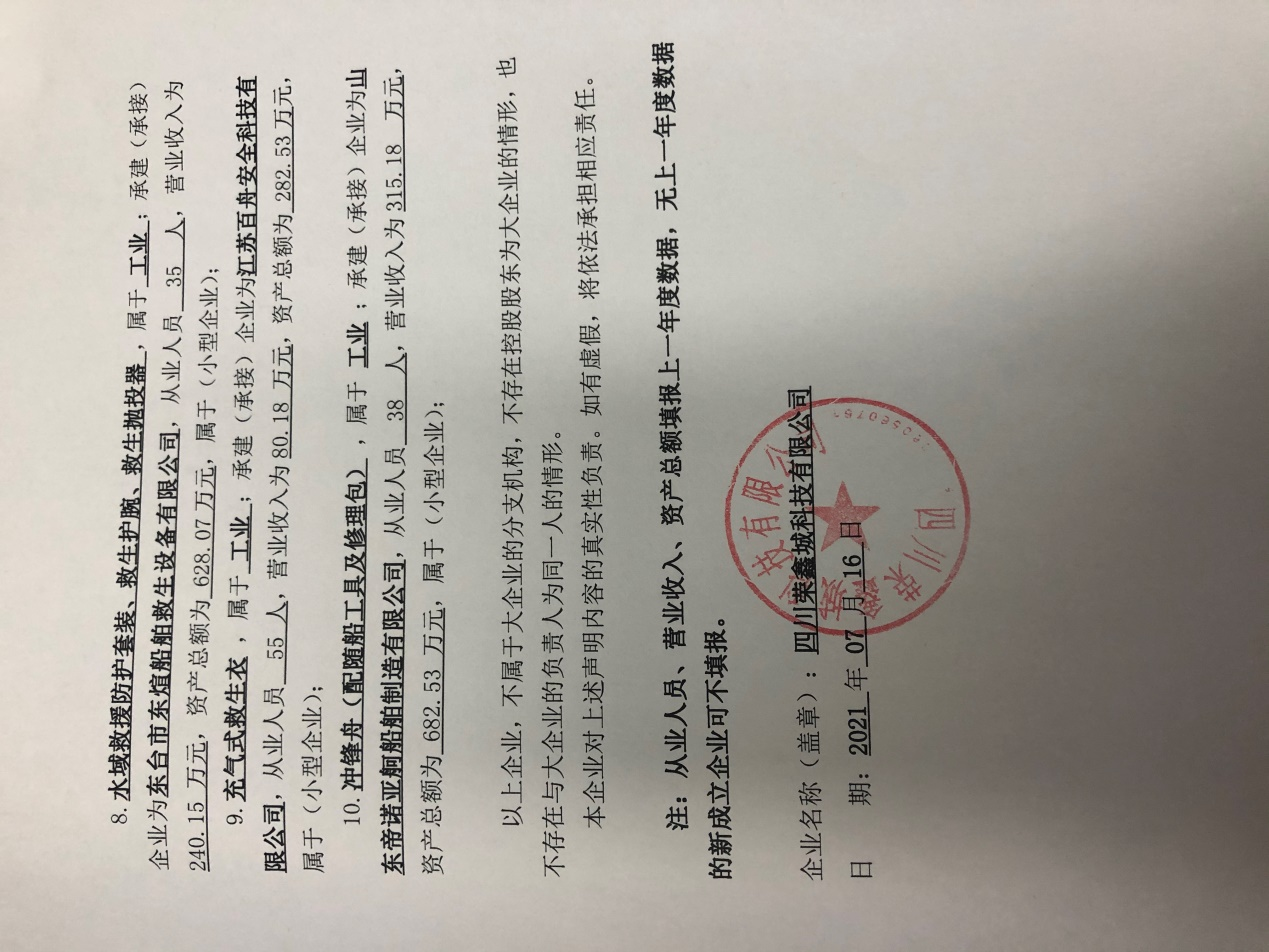 8. 水域救援防护套装、救生护腕、救生抛投器 ，属于 工业 ；承建（承接）
企业为东台市东煊船舶救生设备有限公司，从业人员 35 人，营业收入为
240.15 万元，资产总额为 628.07 万元，属于（小型企业）；
9. 充气式救生衣 ，属于 工业 ；承建（承接）企业为江苏百舟安全科技有
限公司，从业人员 55 人，营业收入为 80.18 万元，资产总额为 282.53 万元，
属于（小型企业）；
10. 冲锋舟（配随船工具及修理包） ，属于 工业 ；承建（承接）企业为山
东帝诺亚舸船舶制造有限公司，从业人员 38 人，营业收入为 315.18 万元，
资产总额为 682.53 万元，属于（小型企业）；
以上企业，不属于大企业的分支机构，不存在控股股东为大企业的情形，也
不存在与大企业的负责人为同一人的情形。
本企业对上述声明内容的真实性负责。如有虚假，将依法承担相应责任。
注：从业人员、营业收入、资产总额填报上一年度数据，无上一年度数据
的新成立企业可不填报。
企业名称（盖章）：四川荣鑫城科技有限公司
日 期：2021 年 07 月 16 日
四川荣鑫城科技有限公司